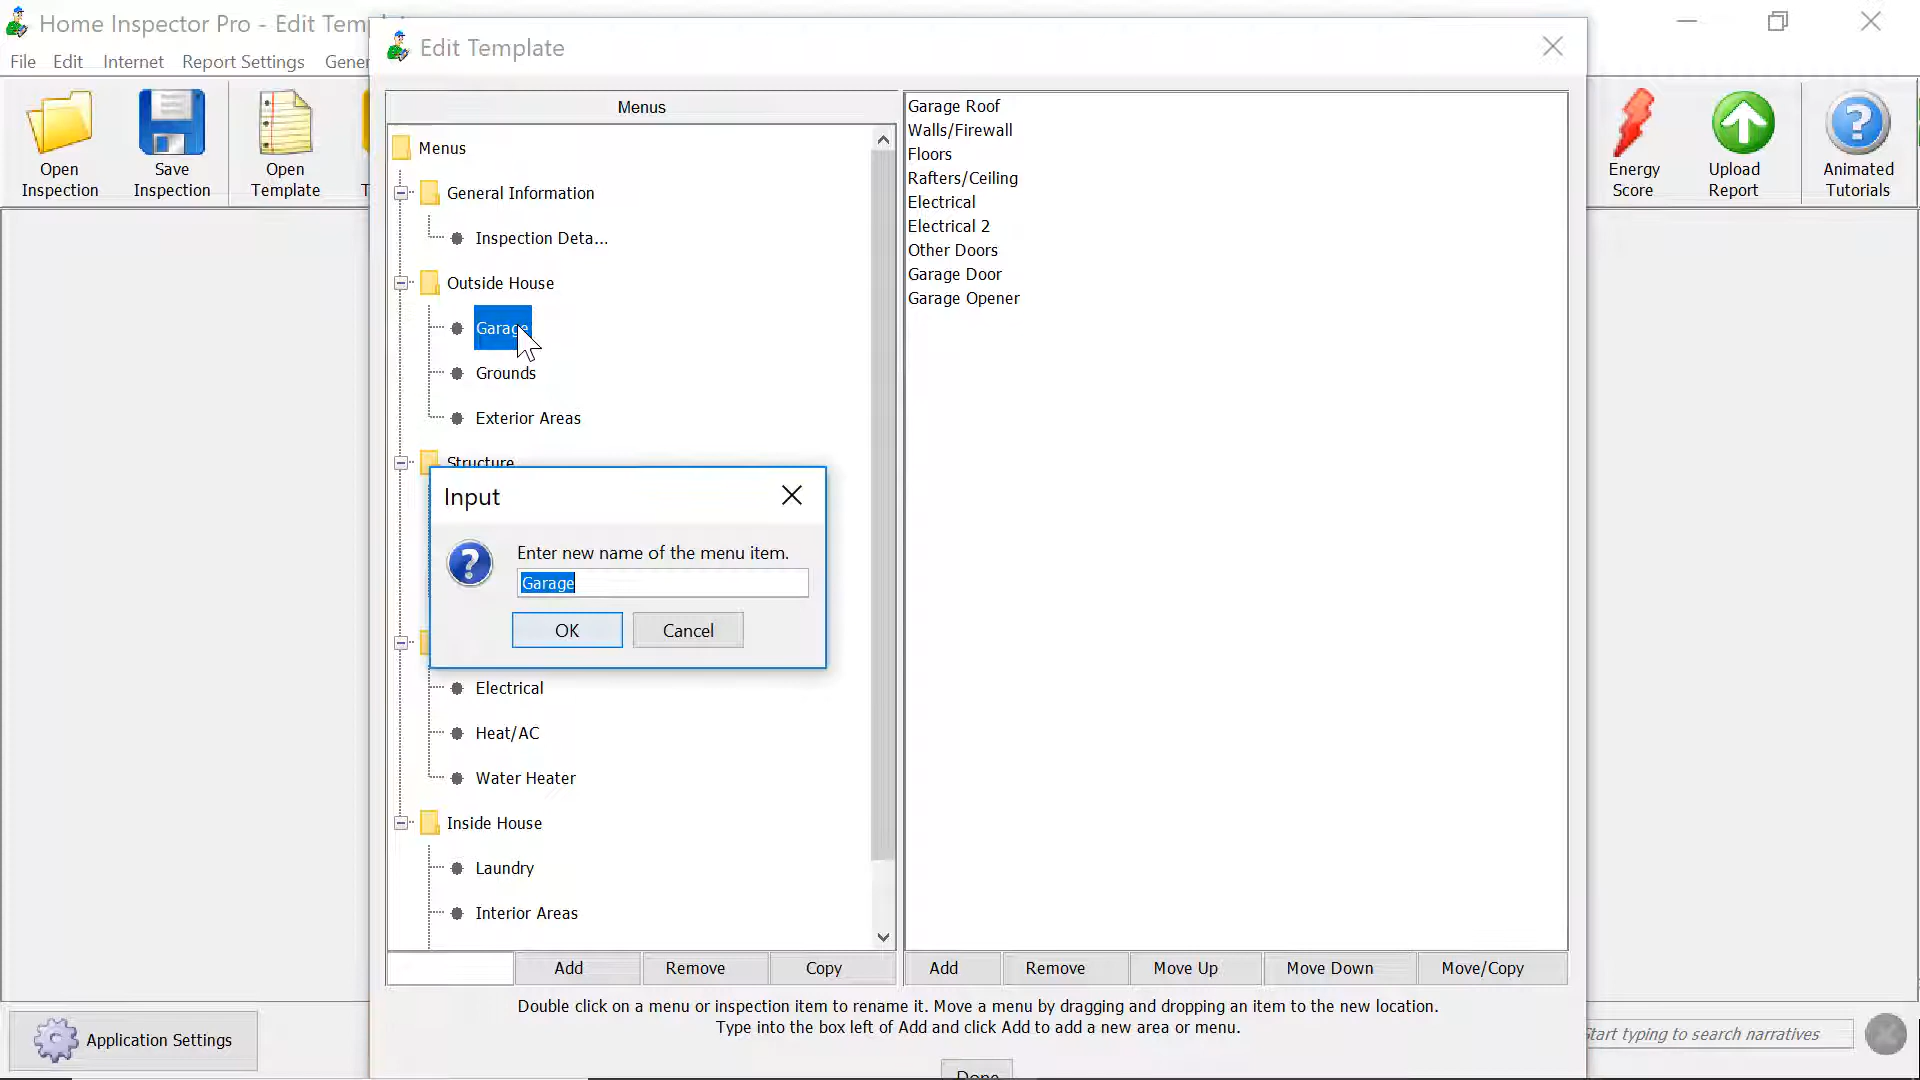 Home Inspector Pro - Edit Temp
Edit Template
File Edit Internet Report Settings Gener
Open Inspection
Save Inspection
Open Template
T
Energy Score
Upload Report
Animated Tutorials
Menus
Menus
General Information
Inspection Deta...
Outside House
Garage
Grounds
Exterior Areas
Structure
Electrical
Heat/AC
Water Heater
Inside House
Laundry
Interior Areas
Garage Roof
Walls/Firewall
Floors
Rafters/Ceiling
Electrical
Electrical 2
Other Doors
Garage Door
Garage Opener
Input
Enter new name of the menu item.
Garage
OK Cancel
Add Remove Copy
Add Remove Move Up Move Down Move/Copy
Double click on a menu or inspection item to rename it. Move a menu by dragging and dropping an item to the new location.
Type into the box left of Add and click Add to add a new area or menu.
Done
Application Settings
Start typing to search narratives